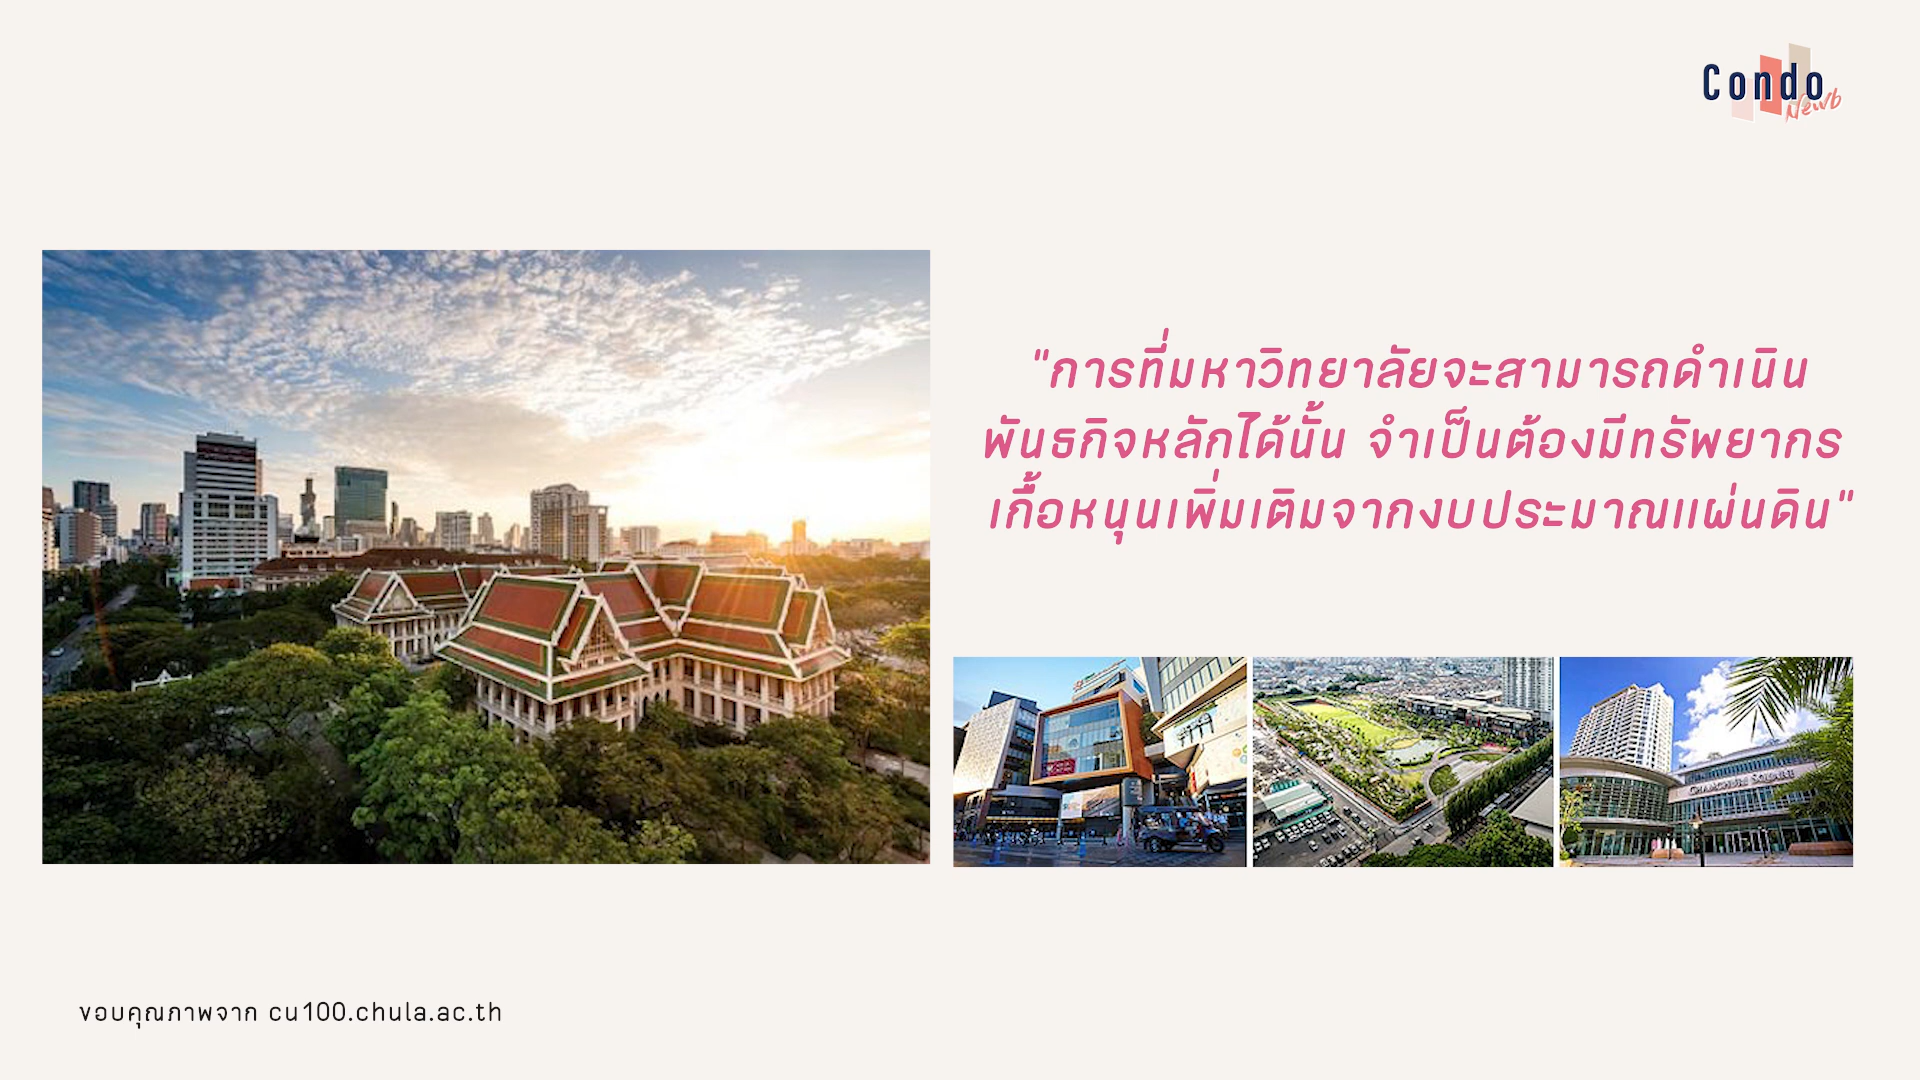 Condo
Newb
"การที่มหาวิทยาลัยจะสามารถดำเนิน
พันธกิจหลักได้นั้น จำเป็นต้องมีทรัพยากร
เกื้อหนุนเพิ่มเติมจากงบประมาณแผ่นดิน"
CHAMCHURI SQUARE
ขอบคุณภาพจาก cu100.chula.ac.th